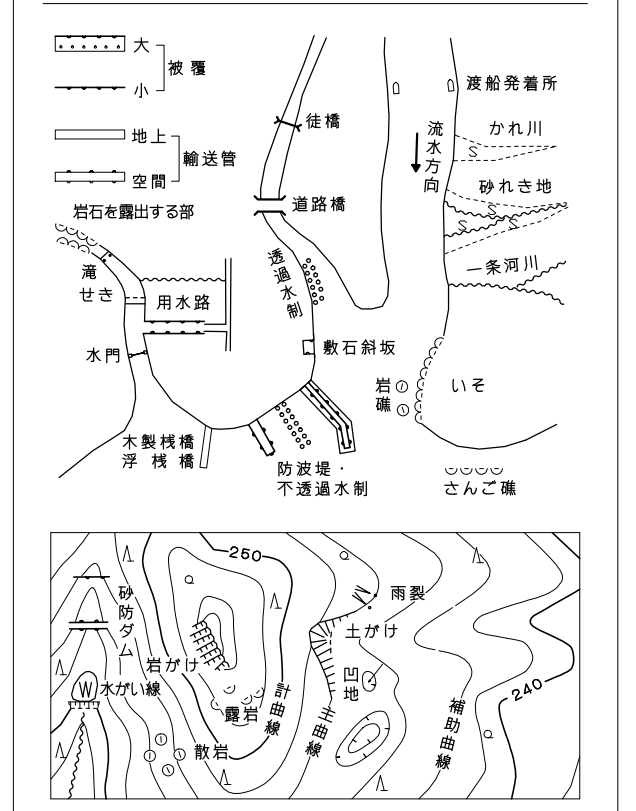 大
被覆
小
地上
輸送管
空間
岩石を露出する部
滝
せき
用水路
水門
木製桟橋
浮桟橋
徒橋
道路橋
透過水制
敷石斜坂
防波堤・
不透過水制
渡船発着所
流水方向
かれ川
砂れき地
一条河川
岩礁
いそ
さんご礁
250
砂防ダム
岩がけ
水がい線
W
露岩
散岩
計曲線
主曲線
雨裂
土がけ
凹地
補助曲線
240